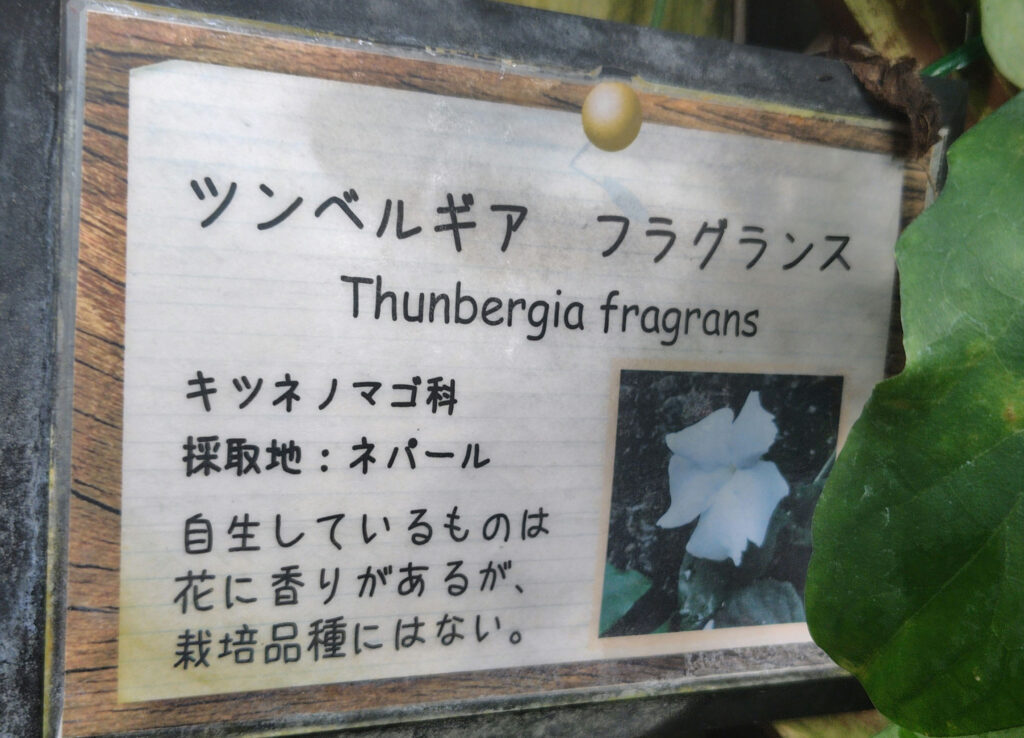 ツンベルギア　フラグランス
Thunbergia fragrans
キツネノマゴ科
採取地：ネパール
自生しているものは
花に香りがあるが、
栽培品種にはない。